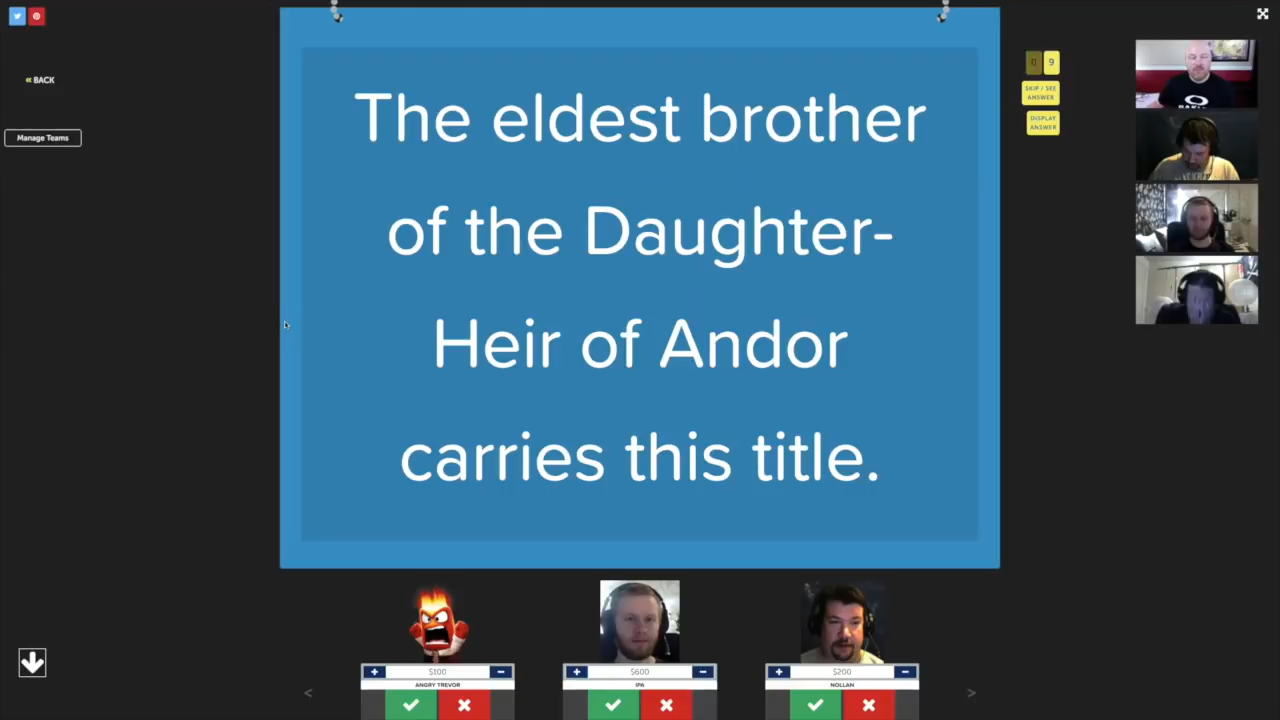 « BACK
Manage Teams
The eldest brother
of the Daughter-
Heir of Andor
carries this title.
9
SKIP / SEE
ANSWER
DISPLAY
ANSWER
$100
ANGRY TREVOR
$600
IPA
$200
NOLLAN